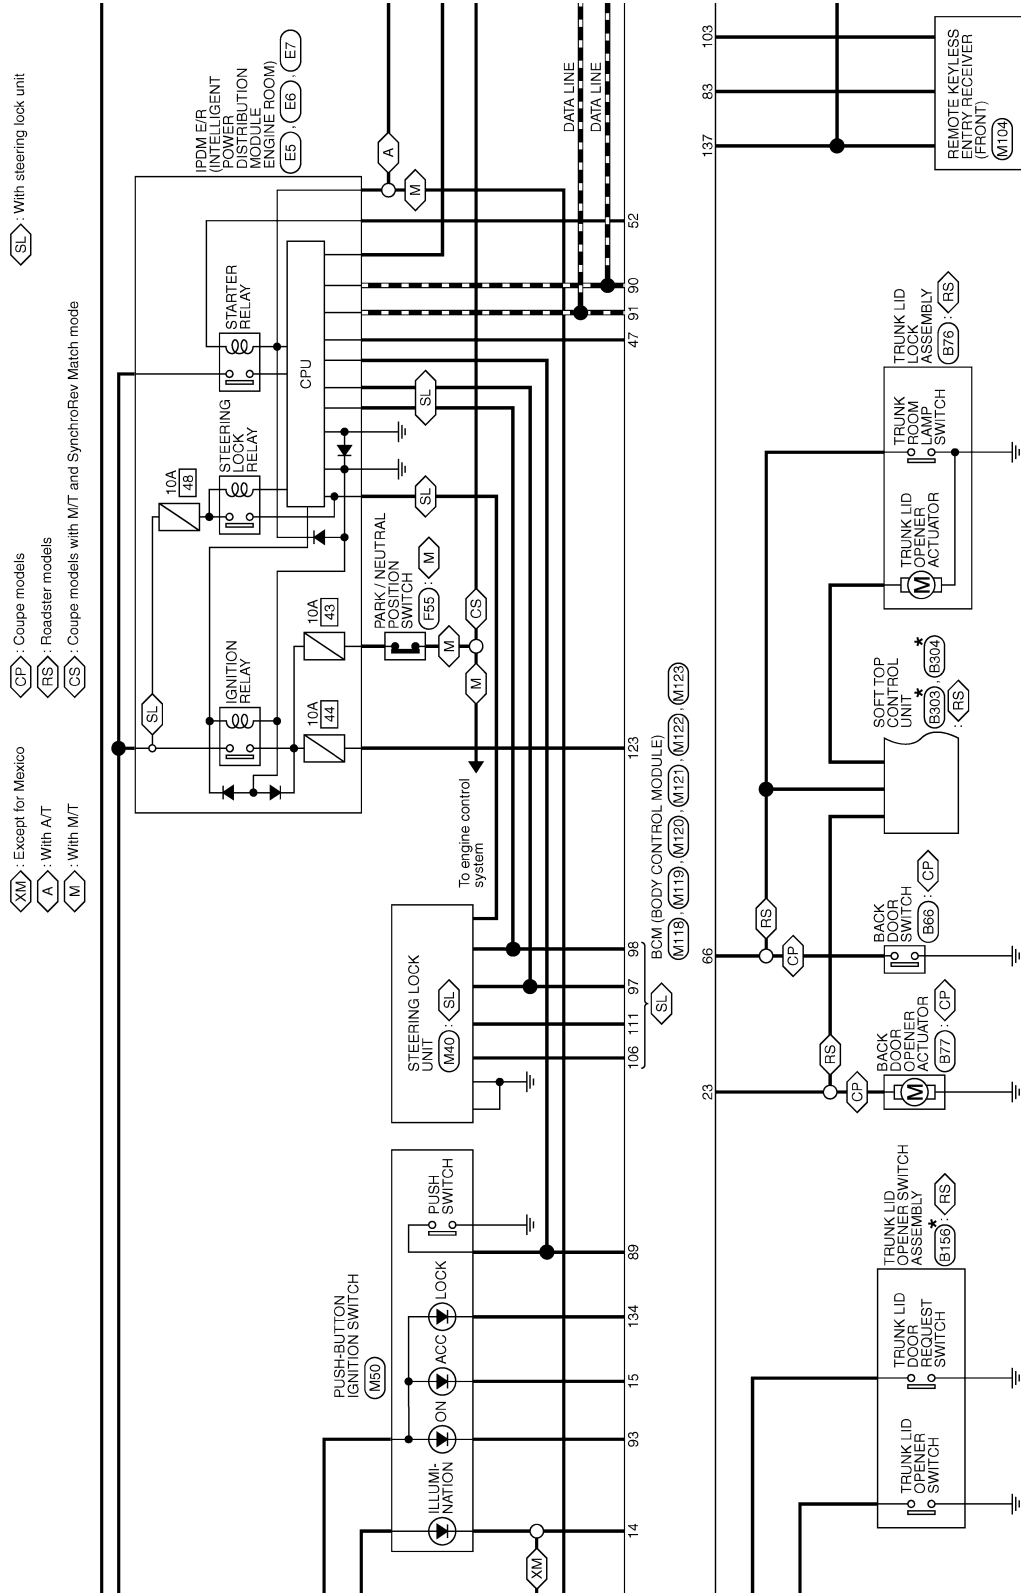 XM : Except for Mexico
A : With A/T
M : With M/T
CP : Coupe models
RS : Roadster models
CS : Coupe models with M/T and SynchroRev Match mode
SL : With steering lock unit
IPDM E/R
(INTELLIGENT
POWER
DISTRIBUTION
MODULE
ENGINE ROOM)
E5 , E6 , E7
SL
IGNITION
RELAY
10A
44
10A
43
10A
48
STEERING
LOCK
RELAY
STARTER
RELAY
CPU
SL
SL
A
M
PARK / NEUTRAL
POSITION
SWITCH
F55 : M
M
M
CS
To engine control
system
DATA LINE
DATA LINE
PUSH-BUTTON
IGNITION SWITCH
M50
ILLUMI-
NATION
ON
ACC
LOCK
PUSH
SWITCH
STEERING LOCK
UNIT
M40 : SL
XM
14
93
15
134
89
106
111
97
98
123
47
91
90
52
SL
BCM (BODY CONTROL MODULE)
M118 , M119 , M120 , M121 , M122 , M123
23
66
137
83
103
RS
CP
RS
CP
TRUNK LID
OPENER SWITCH
ASSEMBLY
B156* : RS
TRUNK LID
OPENER
SWITCH
TRUNK LID
DOOR
REQUEST
SWITCH
BACK
DOOR
OPENER
ACTUATOR
B77 : CP
M
BACK
DOOR
SWITCH
B66 : CP
SOFT TOP
CONTROL
UNIT
B303* , B304*
: RS
TRUNK LID
LOCK
ASSEMBLY
B76 : RS
TRUNK LID
OPENER
ACTUATOR
M
TRUNK
ROOM
LAMP
SWITCH
REMOTE KEYLESS
ENTRY RECEIVER
(FRONT)
M104